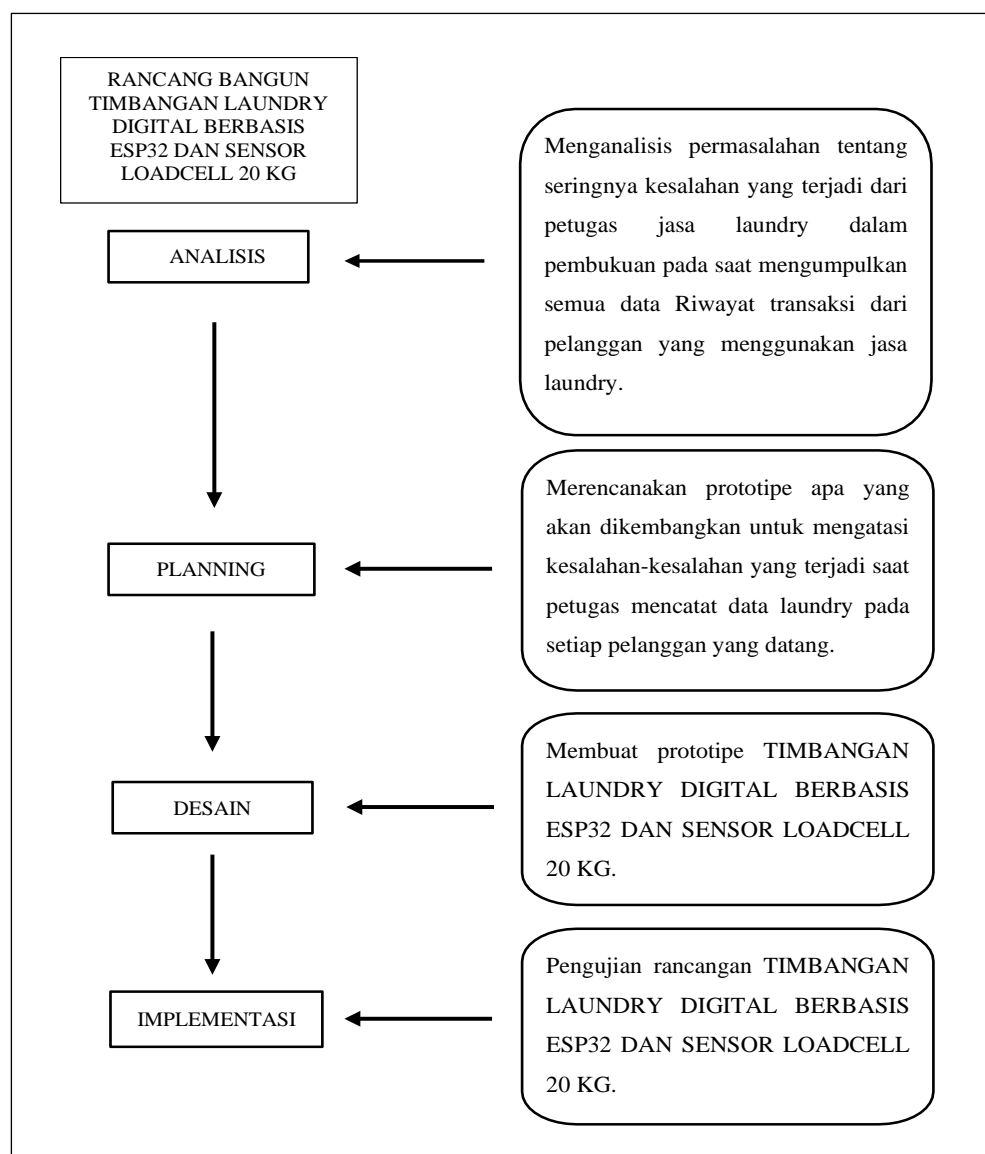 RANCANG BANGUN
TIMBANGAN LAUNDRY
DIGITAL BERBASIS
ESP32 DAN SENSOR
LOADCELL 20 KG
ANALISIS
Menganalisis permasalahan tentang
seringnya kesalahan yang terjadi dari
petugas jasa laundry dalam
pembukuan pada saat mengumpulkan
semua data Riwayat transaksi dari
pelanggan yang menggunakan jasa
laundry.
PLANNING
Merencanakan prototipe apa yang
akan dikembangkan untuk mengatasi
kesalahan-kesalahan yang terjadi saat
petugas mencatat data laundry pada
setiap pelanggan yang datang.
DESAIN
Membuat prototipe TIMBANGAN
LAUNDRY DIGITAL BERBASIS
ESP32 DAN SENSOR LOADCELL
20 KG.
IMPLEMENTASI
Pengujian rancangan TIMBANGAN
LAUNDRY DIGITAL BERBASIS
ESP32 DAN SENSOR LOADCELL
20 KG.